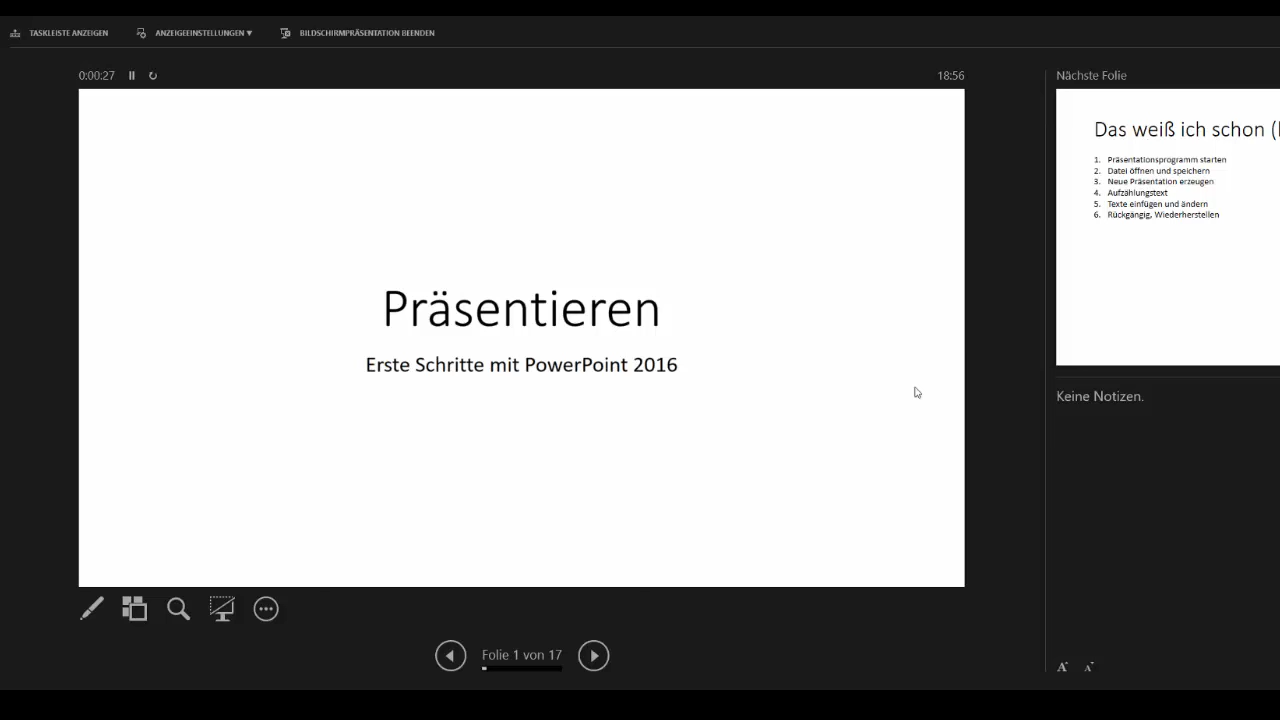 TASKLEISTE ANZEIGEN ANZEIGEEINSTELLUNGEN ▼ BILDSCHIRMPRÄSENTATION BEENDEN
0:00:27 18:56
Präsentieren
Erste Schritte mit PowerPoint 2016
Folie 1 von 17
Nächste Folie
Das weiß ich schon (
1. Präsentationsprogramm starten
2. Datei öffnen und speichern
3. Neue Präsentation erzeugen
4. Aufzählungstext
5. Texte einfügen und ändern
6. Rückgängig, Wiederherstellen
Keine Notizen.
A A